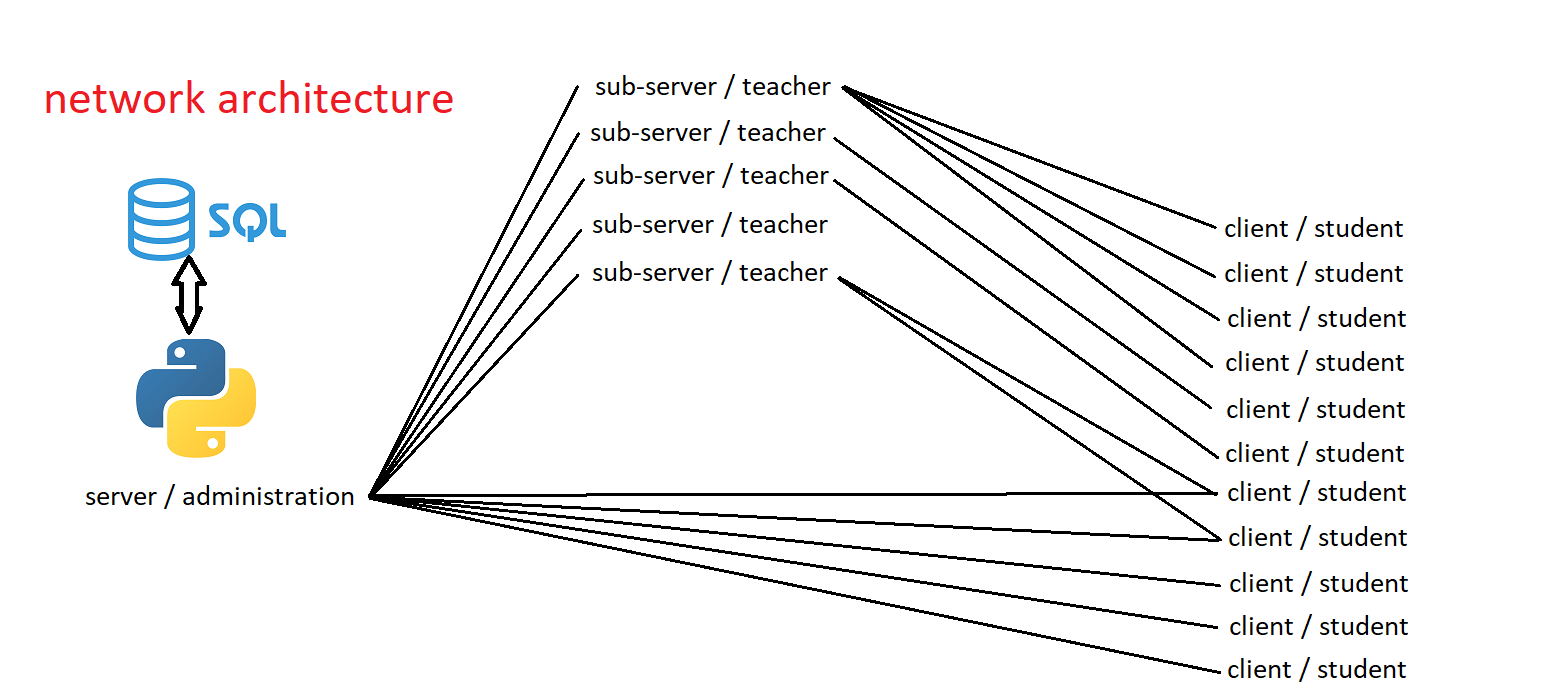 network architecture
SQL
server / administration
sub-server / teacher
sub-server / teacher
sub-server / teacher
sub-server / teacher
sub-server / teacher
client / student
client / student
client / student
client / student
client / student
client / student
client / student
client / student
client / student
client / student
client / student